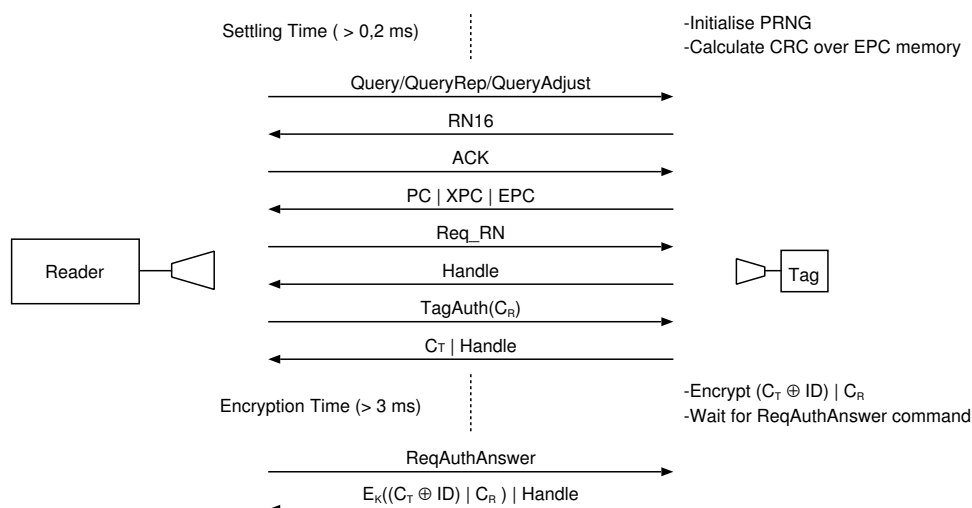 Settling Time ( > 0,2 ms)
-Initialise PRNG
-Calculate CRC over EPC memory
Query/QueryRep/QueryAdjust
RN16
ACK
PC | XPC | EPC
Req_RN
Reader
Handle
Tag
TagAuth(CR)
CT | Handle
Encryption Time (> 3 ms)
-Encrypt (CT ⊕ ID) | CR
-Wait for ReqAuthAnswer command
ReqAuthAnswer
EK((CT ⊕ ID) | CR ) | Handle